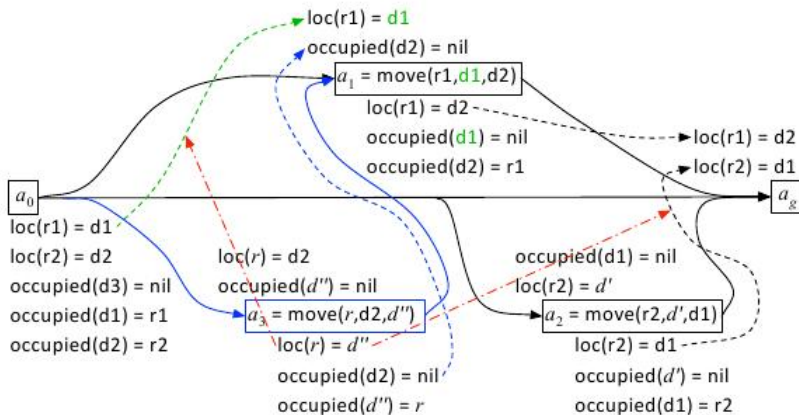 loc(r1) = d1
occupied(d2) = nil
a₁ = move(r1,d1,d2)
loc(r1) = d2
occupied(d1) = nil
occupied(d2) = r1
loc(r1) = d2
loc(r2) = d1
a₀
a_g
loc(r1) = d1
loc(r2) = d2
occupied(d3) = nil
occupied(d1) = r1
occupied(d2) = r2
loc(r) = d2
occupied(d'') = nil
a₃ = move(r,d2,d'')
loc(r) = d''
occupied(d2) = nil
occupied(d'') = r
occupied(d1) = nil
loc(r2) = d'
a₂ = move(r2,d',d1)
loc(r2) = d1
occupied(d') = nil
occupied(d1) = r2